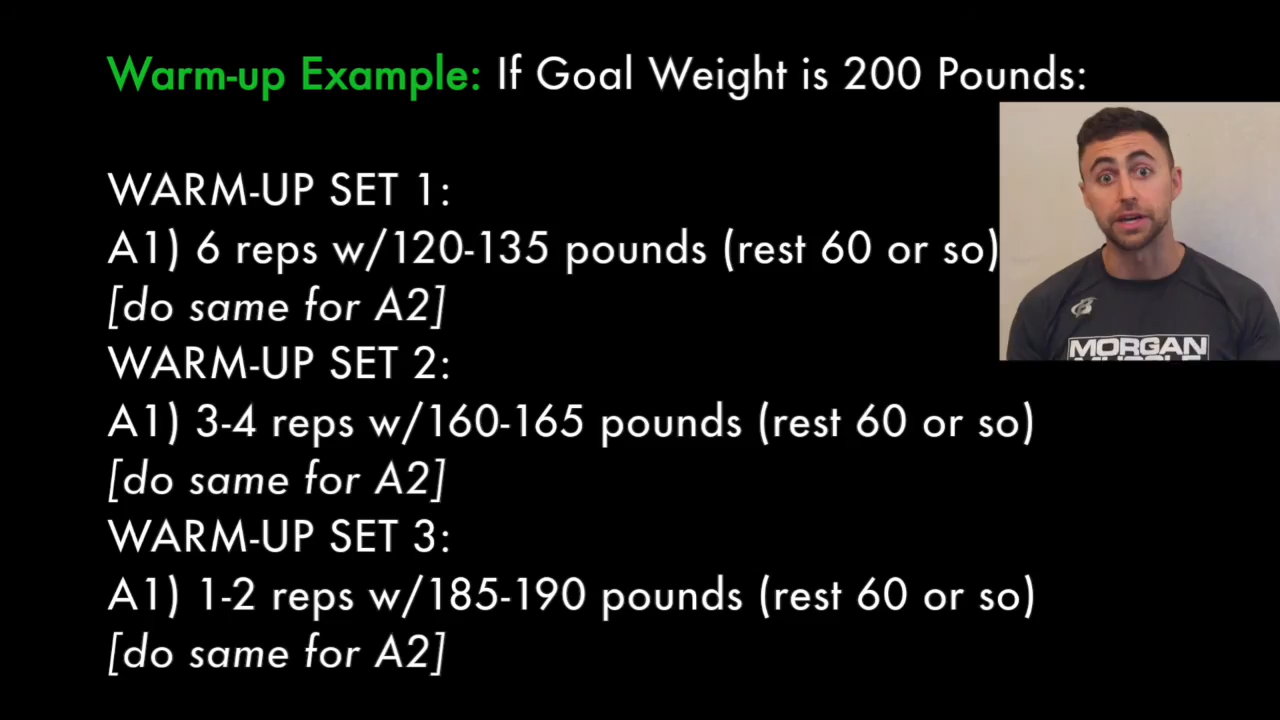 Warm-up Example: If Goal Weight is 200 Pounds:
WARM-UP SET 1:
A1) 6 reps w/120-135 pounds (rest 60 or so)
[do same for A2]
WARM-UP SET 2:
A1) 3-4 reps w/160-165 pounds (rest 60 or so)
[do same for A2]
WARM-UP SET 3:
A1) 1-2 reps w/185-190 pounds (rest 60 or so)
[do same for A2]
MORGAN
MUSCLE